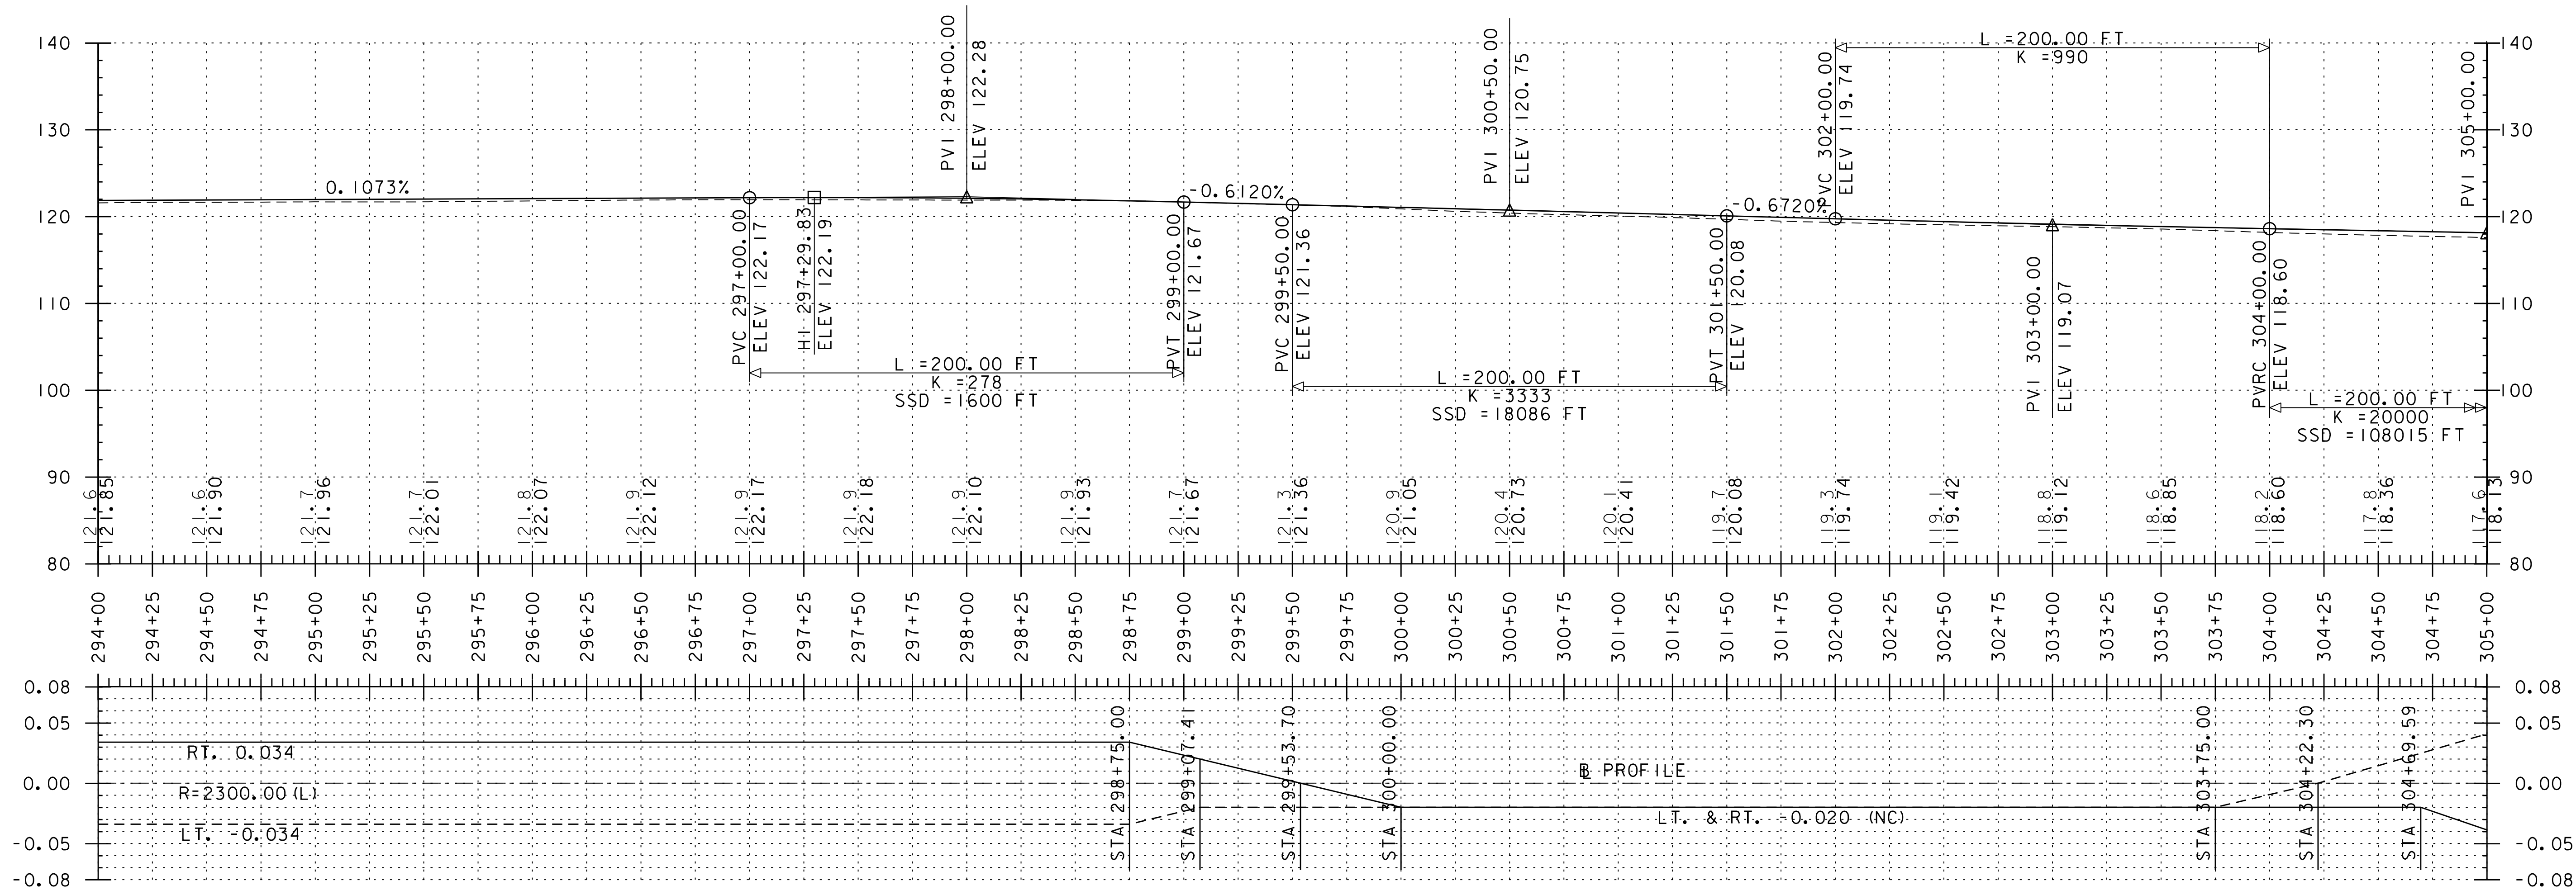 140
130
120
110
100
90
80
140
130
120
110
100
90
80
0.1073%
PVC 297+00.00
ELEV 122.17
HI 297+29.83
ELEV 122.19
PVI 298+00.00
ELEV 122.28
L =200.00 FT
K =278
SSD =1600 FT
PVT 299+00.00
ELEV 121.67
-0.6120%
PVC 299+50.00
ELEV 121.36
PVI 300+50.00
ELEV 120.75
L =200.00 FT
K =3333
SSD =18086 FT
PVT 301+50.00
ELEV 120.08
-0.6720%
PVC 302+00.00
ELEV 119.74
L =200.00 FT
K =990
PVI 303+00.00
ELEV 119.07
PVRC 304+00.00
ELEV 118.60
L =200.00 FT
K =20000
SSD =108015 FT
PVI 305+00.00
121.6
121.85
121.6
121.90
121.7
121.96
121.7
122.01
121.8
122.07
121.9
122.12
121.9
122.17
121.9
122.18
121.9
122.10
121.9
121.93
121.7
121.67
121.3
121.36
120.9
121.05
120.4
120.73
120.1
120.41
119.7
120.08
119.3
119.74
119.1
119.42
118.8
119.12
118.6
118.85
118.2
118.60
117.8
118.36
117.6
118.13
294+00
294+25
294+50
294+75
295+00
295+25
295+50
295+75
296+00
296+25
296+50
296+75
297+00
297+25
297+50
297+75
298+00
298+25
298+50
298+75
299+00
299+25
299+50
299+75
300+00
300+25
300+50
300+75
301+00
301+25
301+50
301+75
302+00
302+25
302+50
302+75
303+00
303+25
303+50
303+75
304+00
304+25
304+50
304+75
305+00
0.08
0.05
0.00
-0.05
-0.08
0.08
0.05
0.00
-0.05
-0.08
RT. 0.034
R=2300.00 (L)
LT. -0.034
STA 298+75.00
STA 299+07.41
STA 299+53.70
STA 300+00.00
BL PROFILE
LT. & RT. -0.020 (NC)
STA 303+75.00
STA 304+22.30
STA 304+69.59